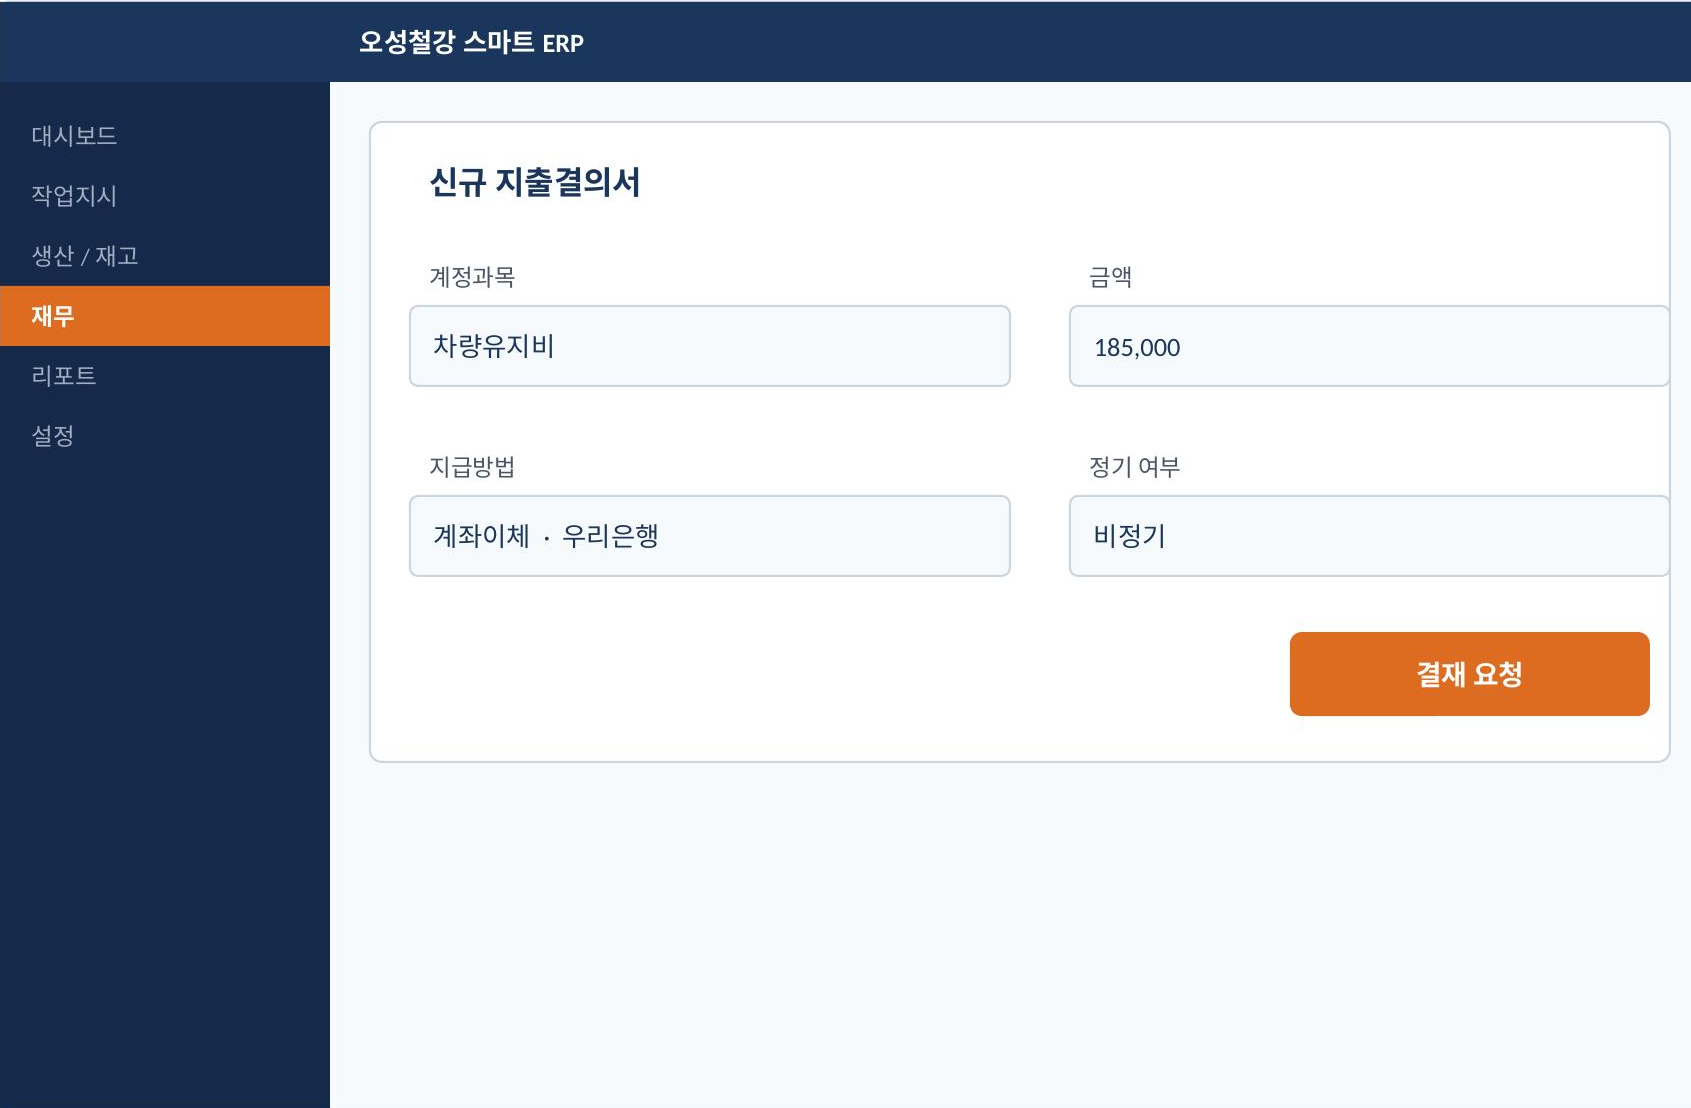 오성철강 스마트 ERP
대시보드
작업지시
생산 / 재고
재무
리포트
설정
신규 지출결의서
계정과목
차량유지비
금액
185,000
지급방법
계좌이체 · 우리은행
정기 여부
비정기
결재 요청